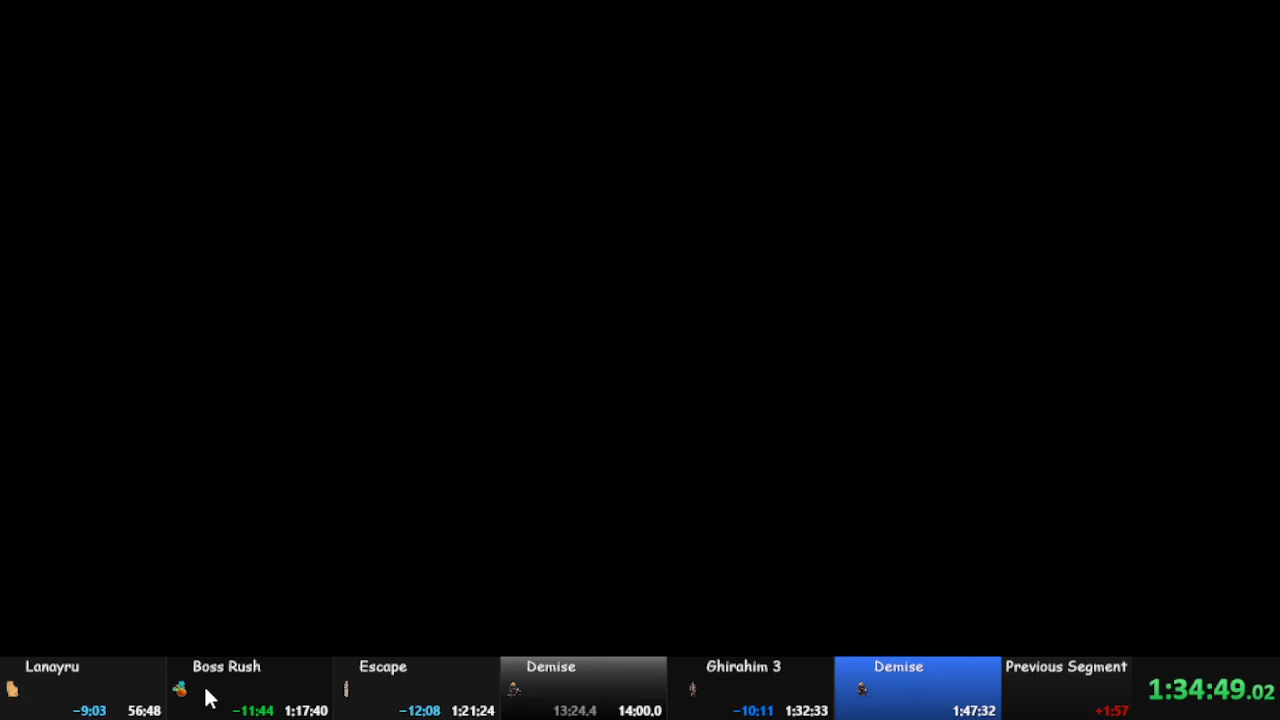 Lanayru
−9:03 56:48
Boss Rush
−11:44 1:17:40
Escape
−12:08 1:21:24
Demise
13:24.4 14:00.0
Ghirahim 3
−10:11 1:32:33
Demise
1:47:32
Previous Segment
+1:57
1:34:49.02